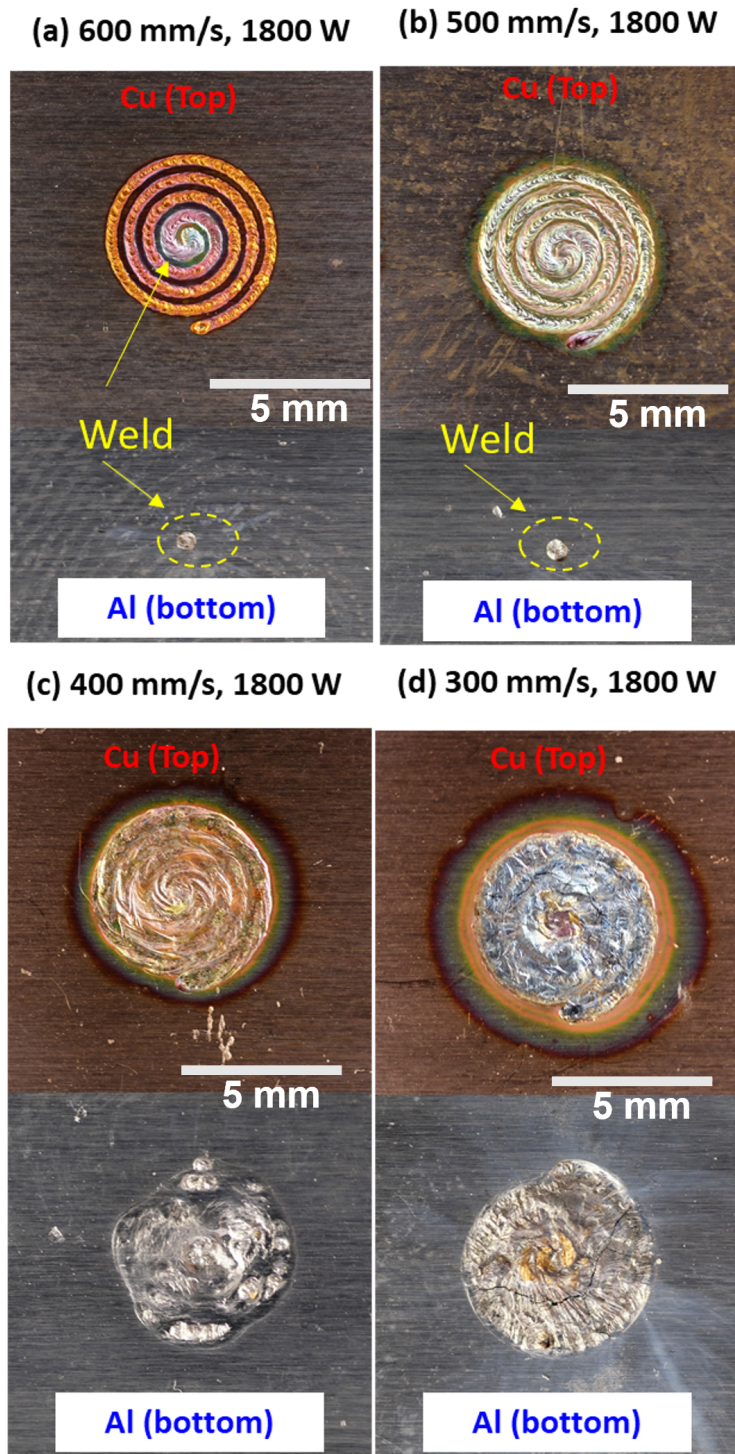 (a) 600 mm/s, 1800 W
(b) 500 mm/s, 1800 W
Cu (Top)
Cu (Top)
5 mm
5 mm
Weld
Weld
Al (bottom)
Al (bottom)
(c) 400 mm/s, 1800 W
(d) 300 mm/s, 1800 W
Cu (Top)
Cu (Top)
5 mm
5 mm
Al (bottom)
Al (bottom)